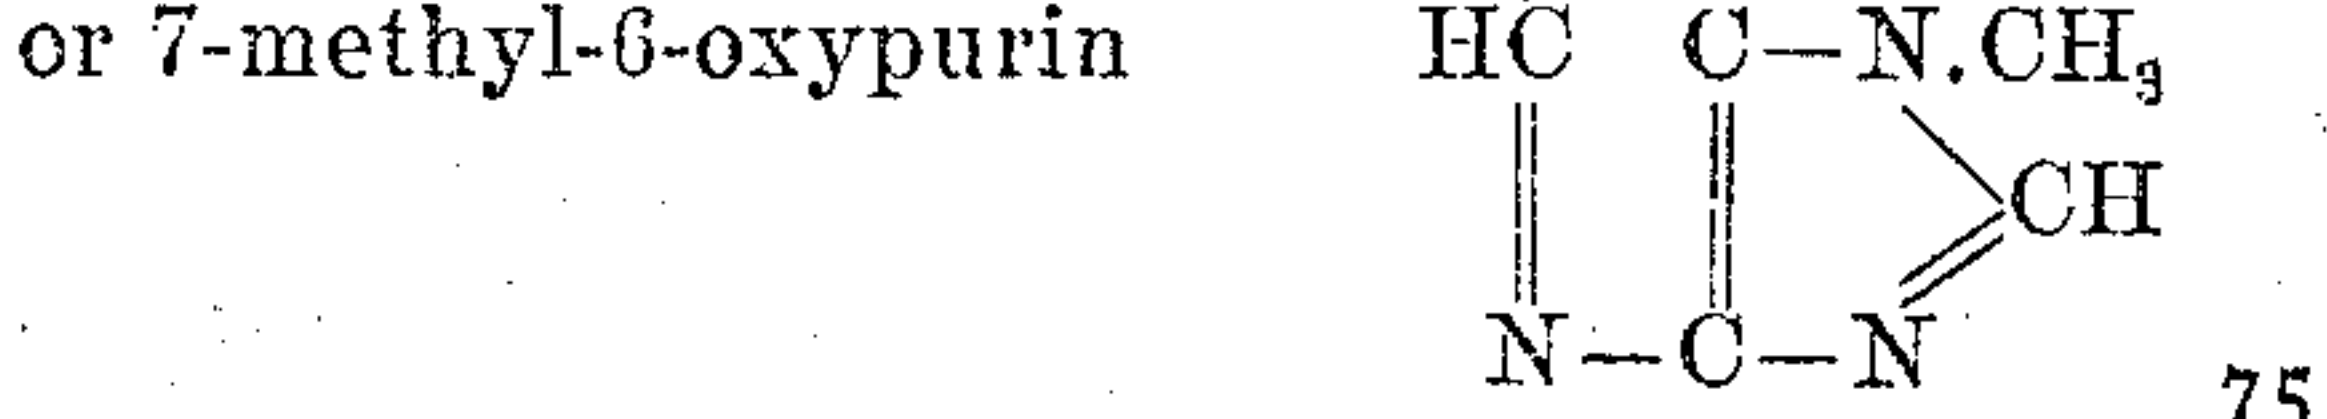 or 7-methyl-6-oxypurin HC C—N.CH₃
CH
N—C—N
75